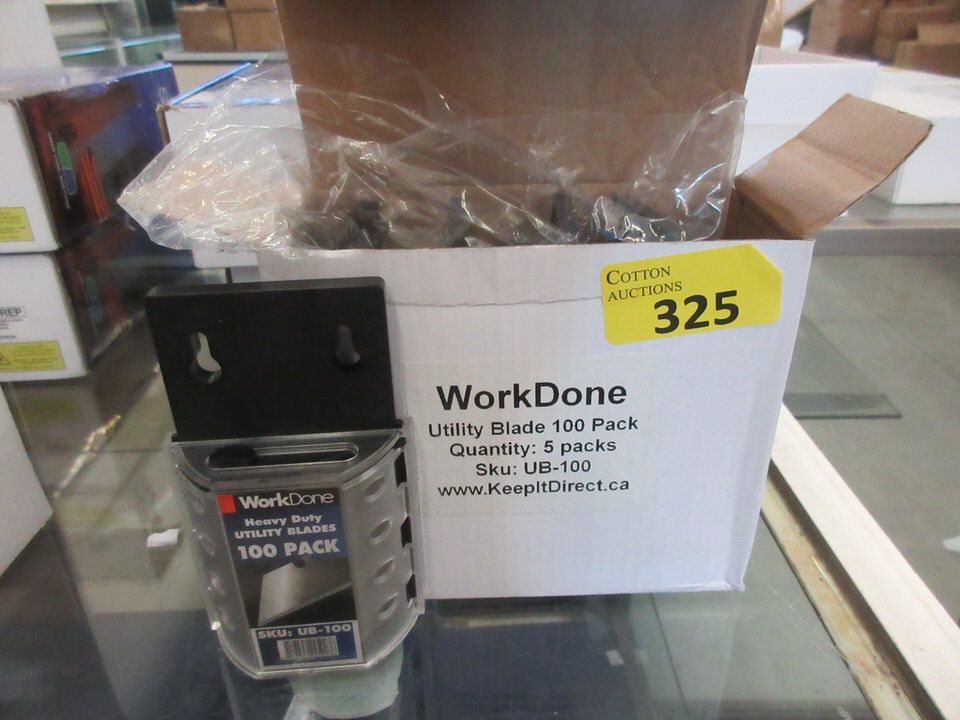 COTTON
AUCTIONS
325
WorkDone
Utility Blade 100 Pack
Quantity: 5 packs
Sku: UB-100
www.KeepItDirect.ca
WorkDone
Heavy Duty
UTILITY BLADES
100 PACK
SKU: UB-100
REP